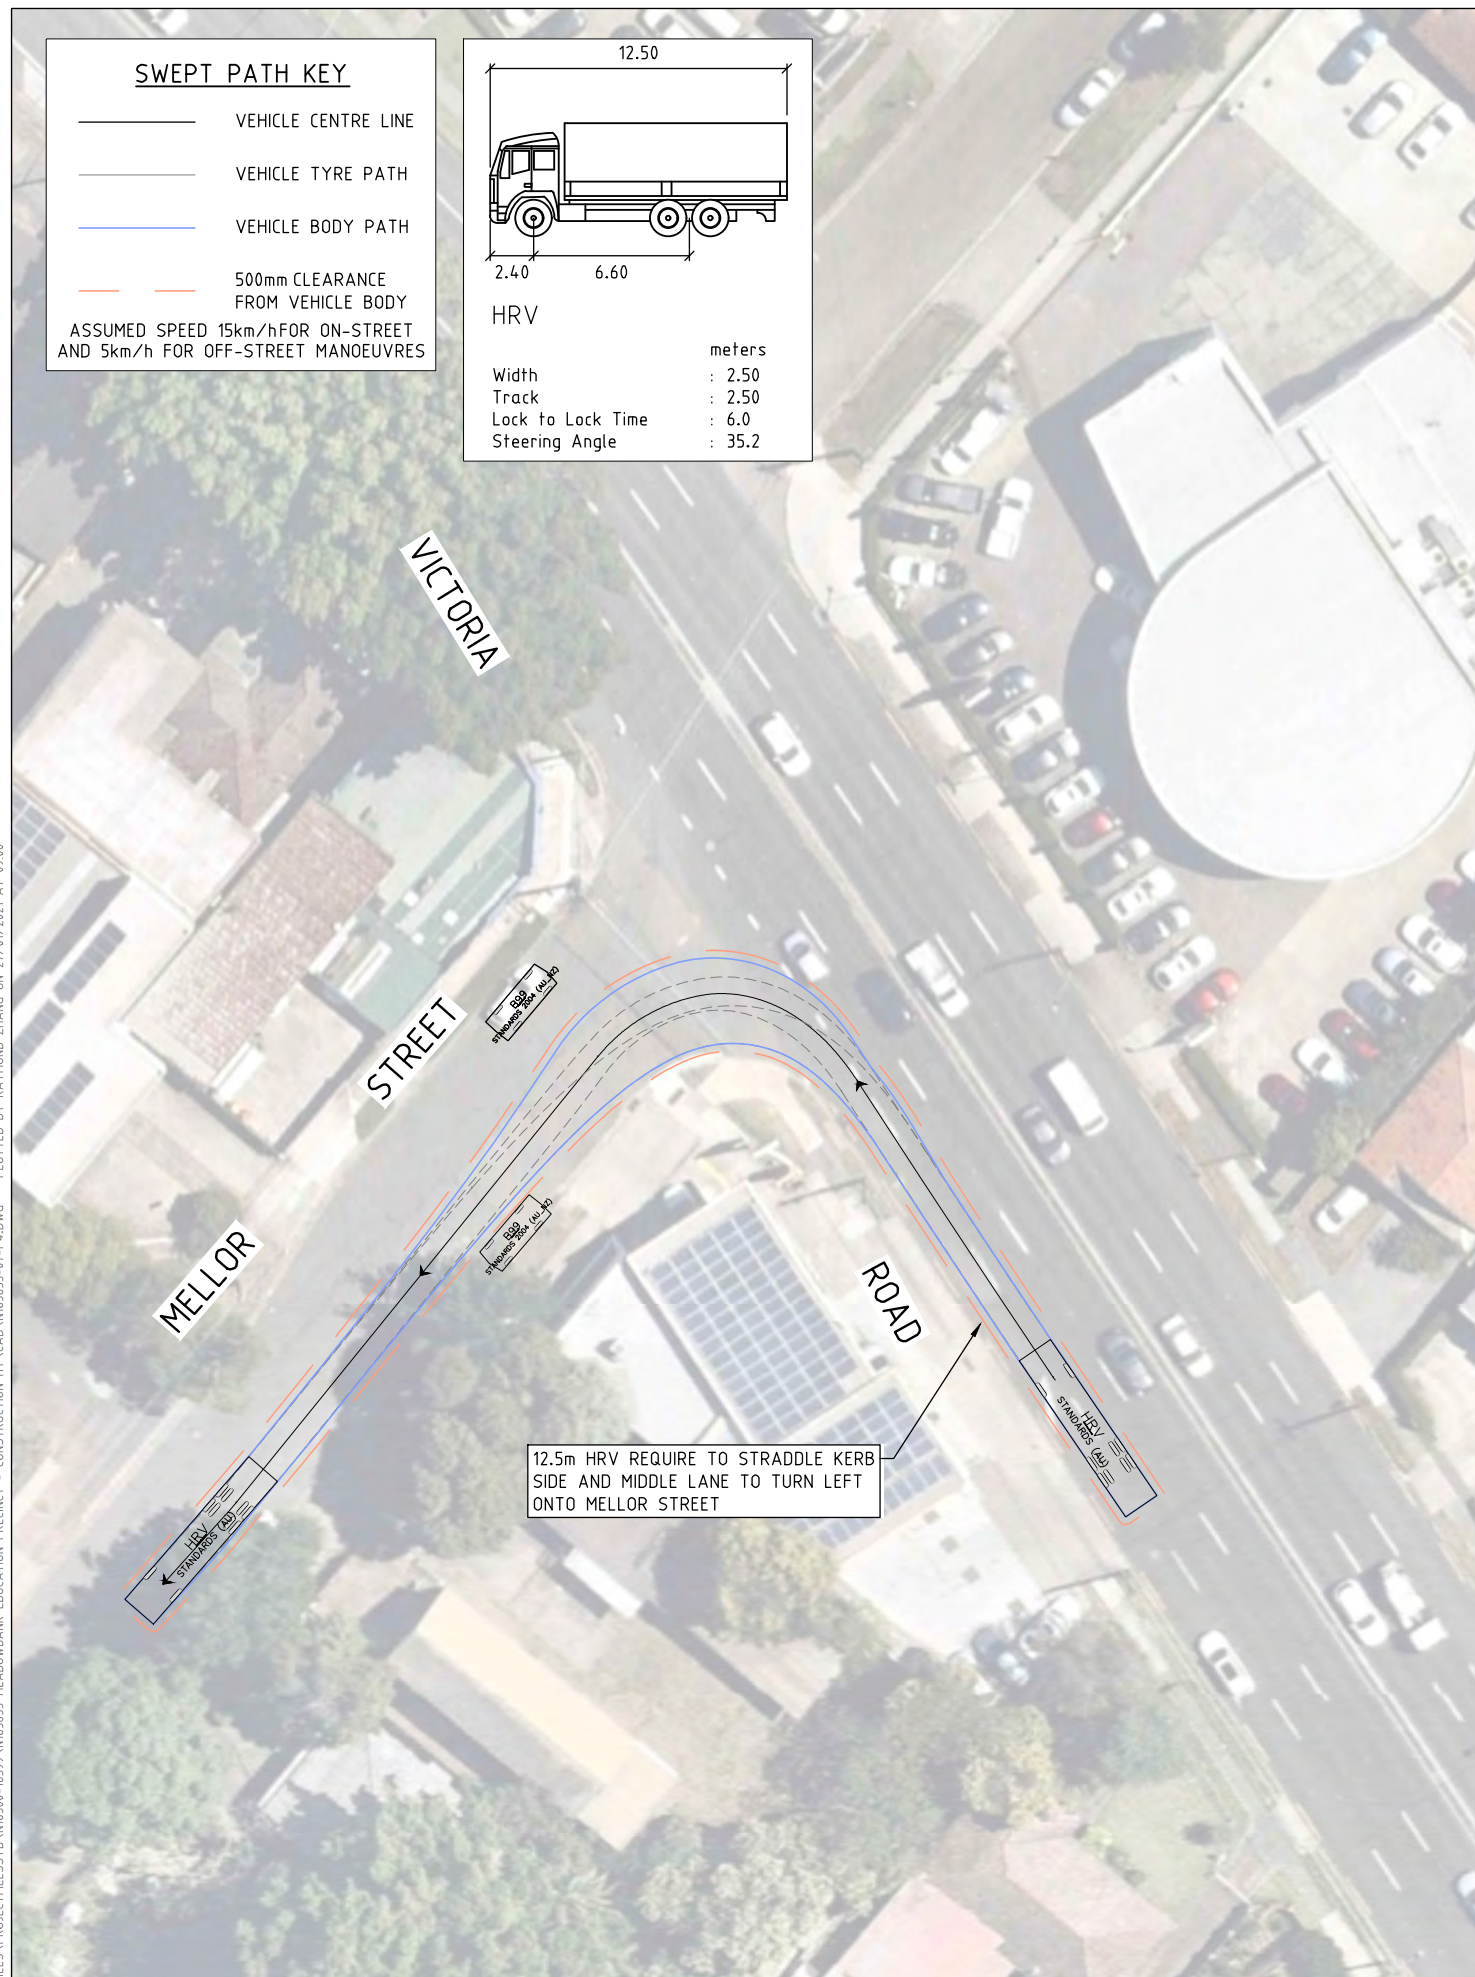 SWEPT PATH KEY
VEHICLE CENTRE LINE
VEHICLE TYRE PATH
VEHICLE BODY PATH
500mm CLEARANCE
FROM VEHICLE BODY
ASSUMED SPEED 15km/hFOR ON-STREET
AND 5km/h FOR OFF-STREET MANOEUVRES
12.50
2.40
6.60
HRV
meters
Width : 2.50
Track : 2.50
Lock to Lock Time : 6.0
Steering Angle : 35.2
VICTORIA
STREET
B99
STANDARDS 2004 (AU_NZ)
MELLOR
B99
STANDARDS 2004 (AU_NZ)
ROAD
HRV
STANDARDS (AU)
12.5m HRV REQUIRE TO STRADDLE KERB
SIDE AND MIDDLE LANE TO TURN LEFT
ONTO MELLOR STREET
HRV
STANDARDS (AU)